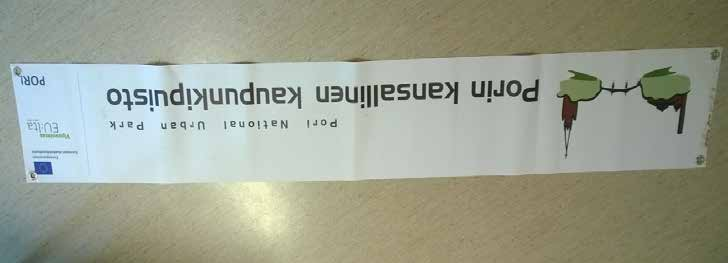 Pori National Urban Park
Porin kansallinen kaupunkipuisto
Vipuvoimaa
EU:lta
PORI